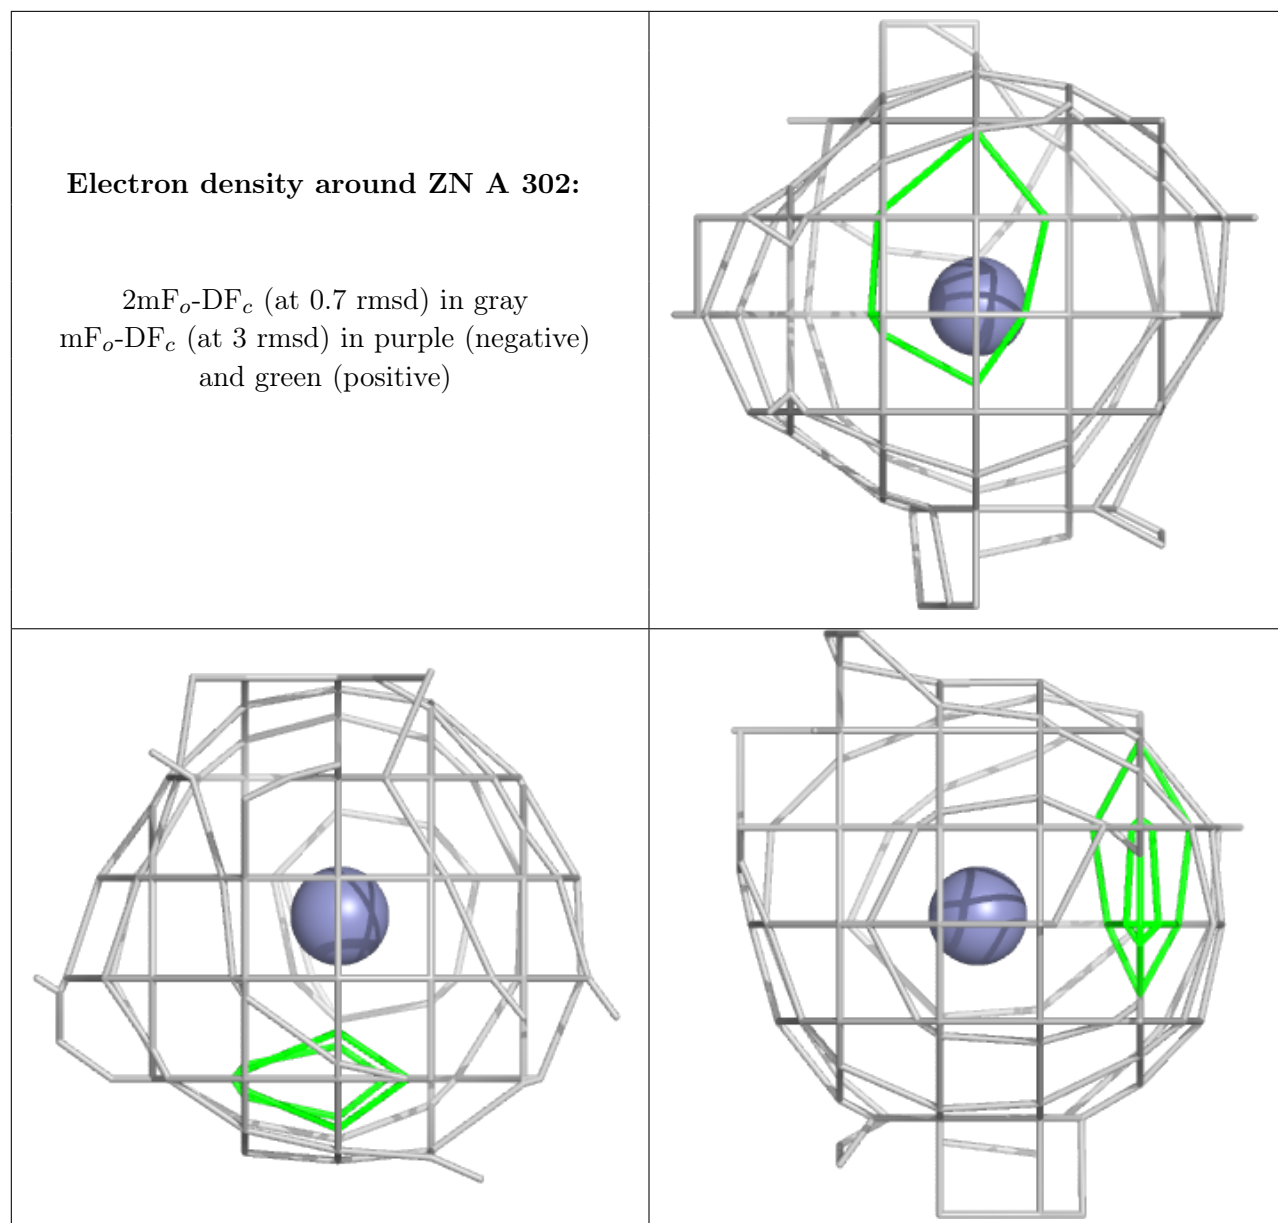 Electron density around ZN A 302:
2mFo-DFc (at 0.7 rmsd) in gray
mFo-DFc (at 3 rmsd) in purple (negative)
and green (positive)